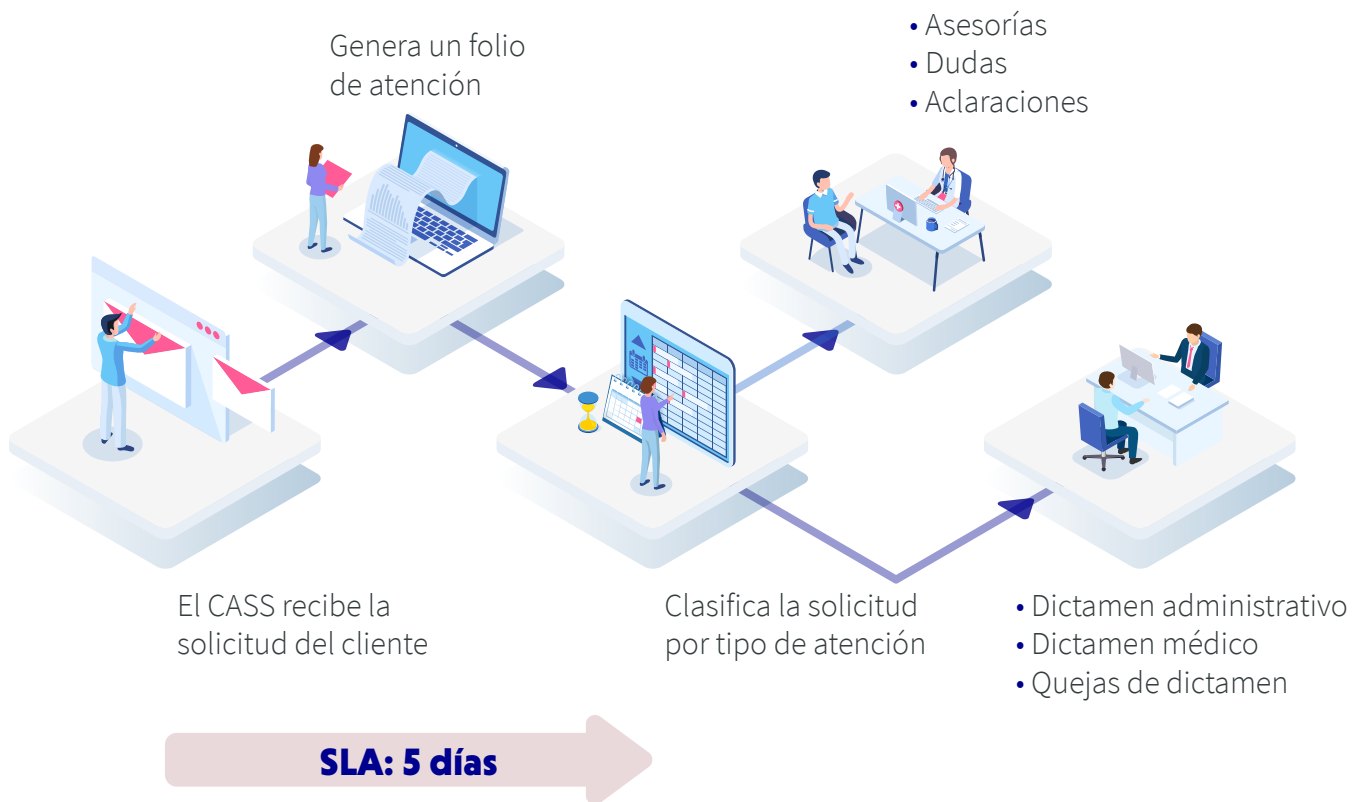 Genera un folio
de atención
• Asesorías
• Dudas
• Aclaraciones
El CASS recibe la
solicitud del cliente
Clasifica la solicitud
por tipo de atención
• Dictamen administrativo
• Dictamen médico
• Quejas de dictamen
SLA: 5 días